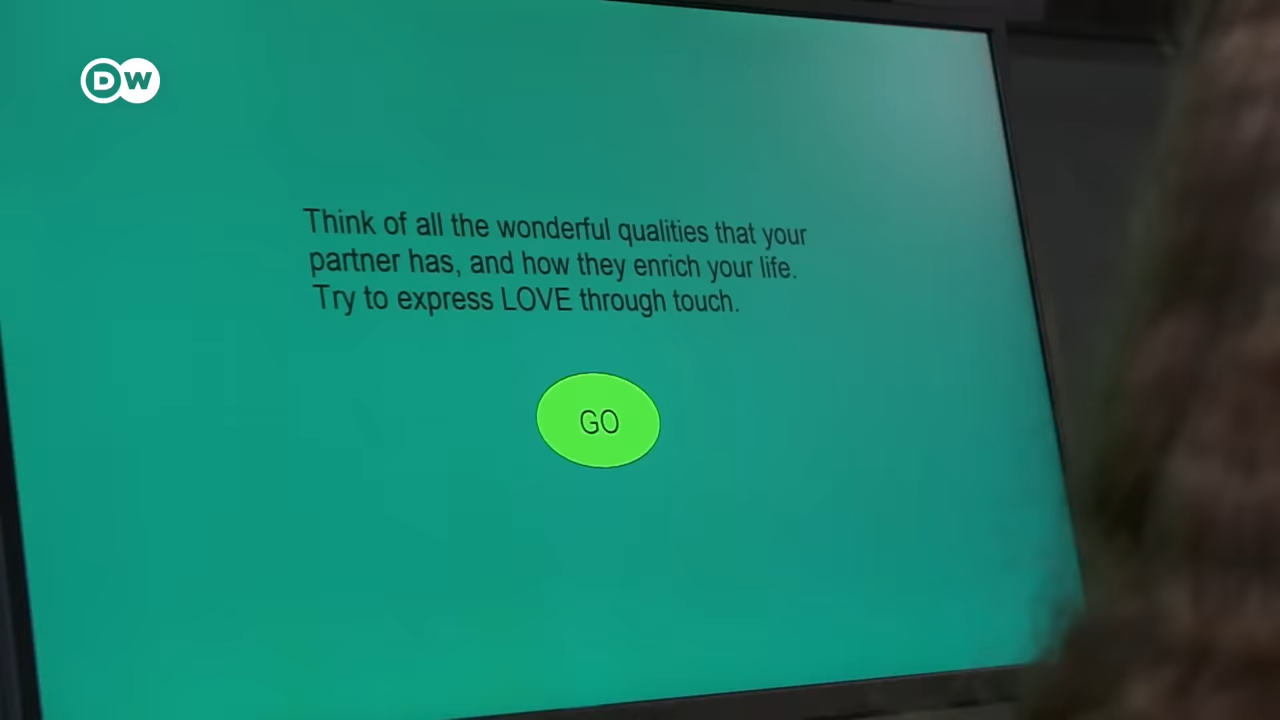 DW
Think of all the wonderful qualities that your
partner has, and how they enrich your life.
Try to express LOVE through touch.
GO